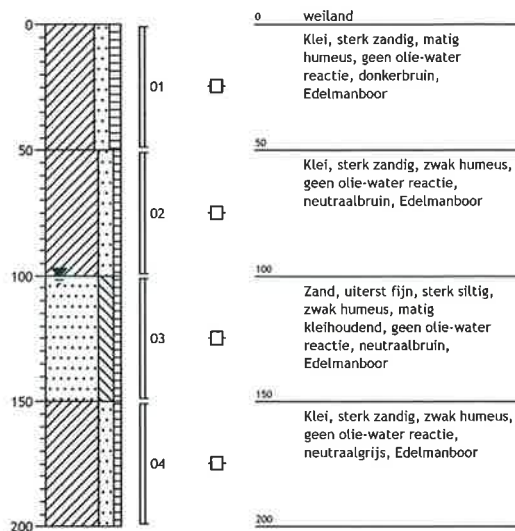 0
50
100
150
200
01
02
03
04
0 weiland
Klei, sterk zandig, matig
humeus, geen olie-water
reactie, donkerbruin,
Edelmanboor
50
Klei, sterk zandig, zwak humeus,
geen olie-water reactie,
neutraalbruin, Edelmanboor
100
Zand, uiterst fijn, sterk siltig,
zwak humeus, matig
kleihoudend, geen olie-water
reactie, neutraalbruin,
Edelmanboor
150
Klei, sterk zandig, zwak humeus,
geen olie-water reactie,
neutraalgrijs, Edelmanboor
200